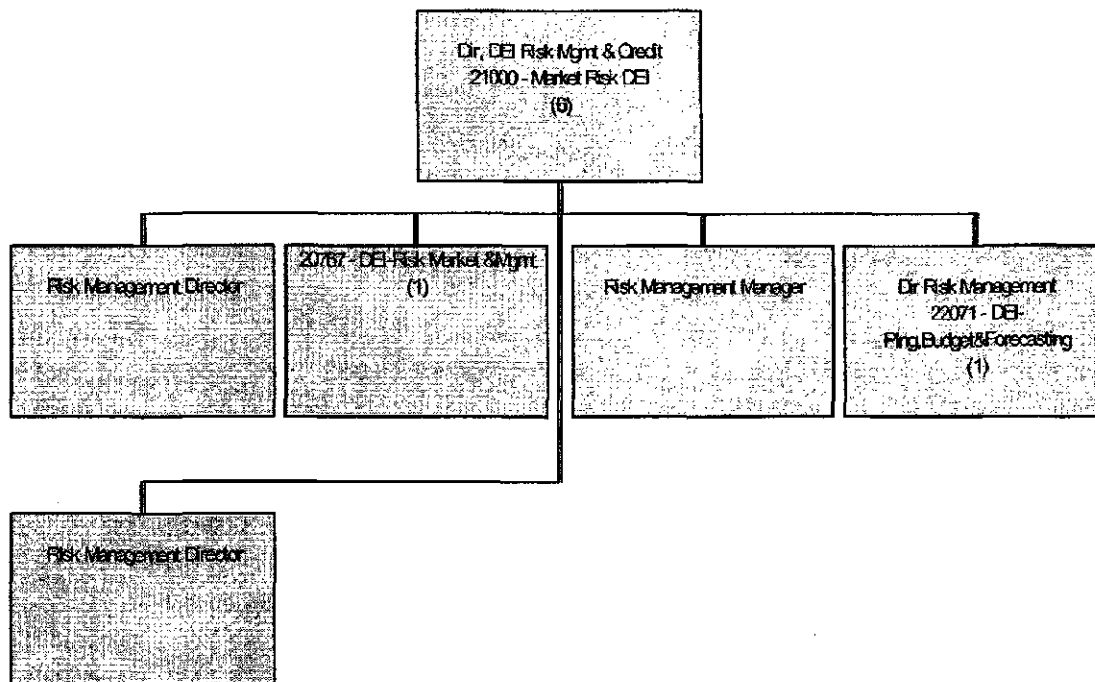 Dir, DEI Risk Mgmt & Credit
21000 - Market Risk DEI
(6)
Risk Management Director
20767 - DEI-Risk Market &Mgmt
(1)
Risk Management Manager
Dir Risk Management
22071 - DEI-
Plng,Budget&Forecasting
(1)
Risk Management Director